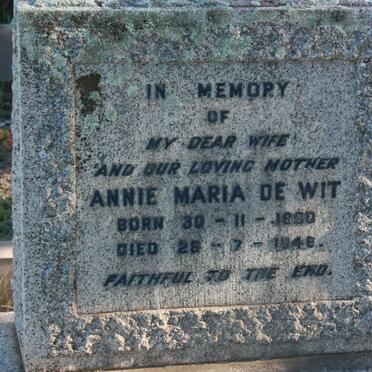 IN MEMORY
OF
MY DEAR WIFE
AND OUR LOVING MOTHER
ANNIE MARIA DE WIT
BORN 30 - 11 - 1880
DIED 26 - 7 - 1946.
FAITHFUL TO THE END.